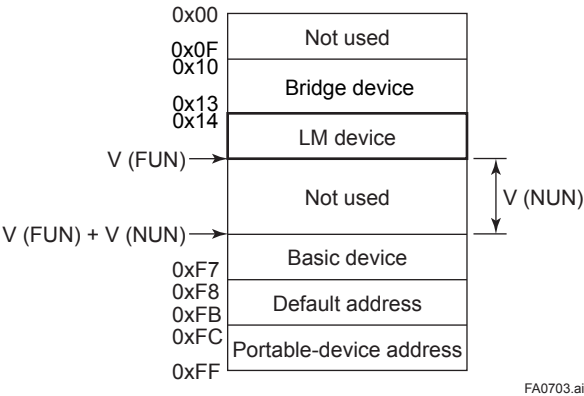 0x00
Not used
0x0F
0x10
Bridge device
0x13
0x14
LM device
V (FUN)
Not used
V (NUN)
V (FUN) + V (NUN)
Basic device
0xF7
0xF8
Default address
0xFB
0xFC
Portable-device address
0xFF
FA0703.ai